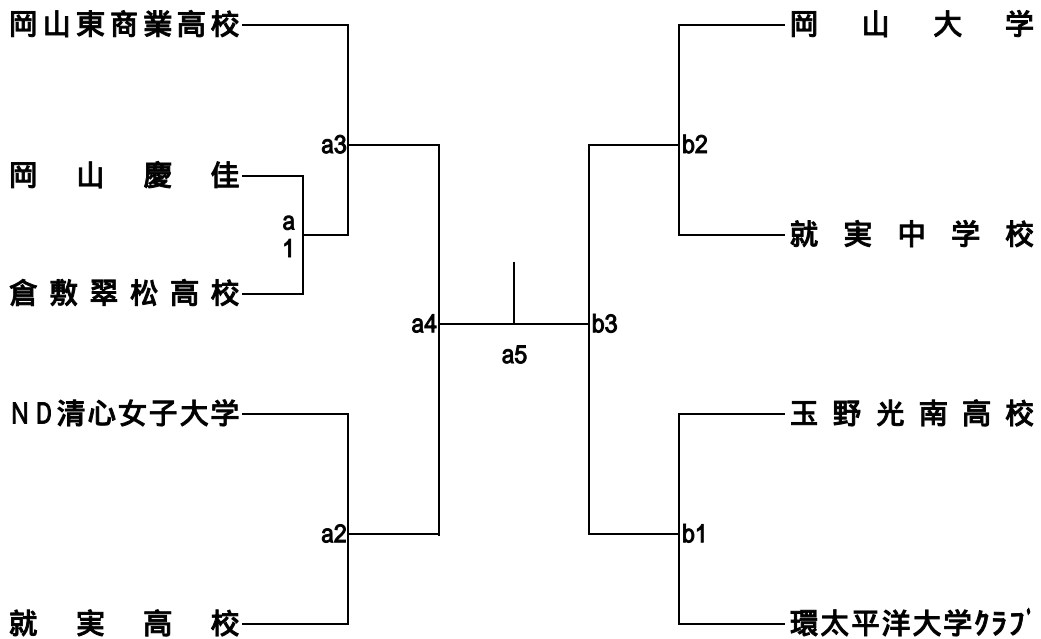 岡山東商業高校
a3
岡山慶佳
a
1
倉敷翠松高校
a4
ND清心女子大学
a2
就実高校
a5
岡山大学
b2
就実中学校
b3
玉野光南高校
b1
環太平洋大学ｸﾗﾌﾞ